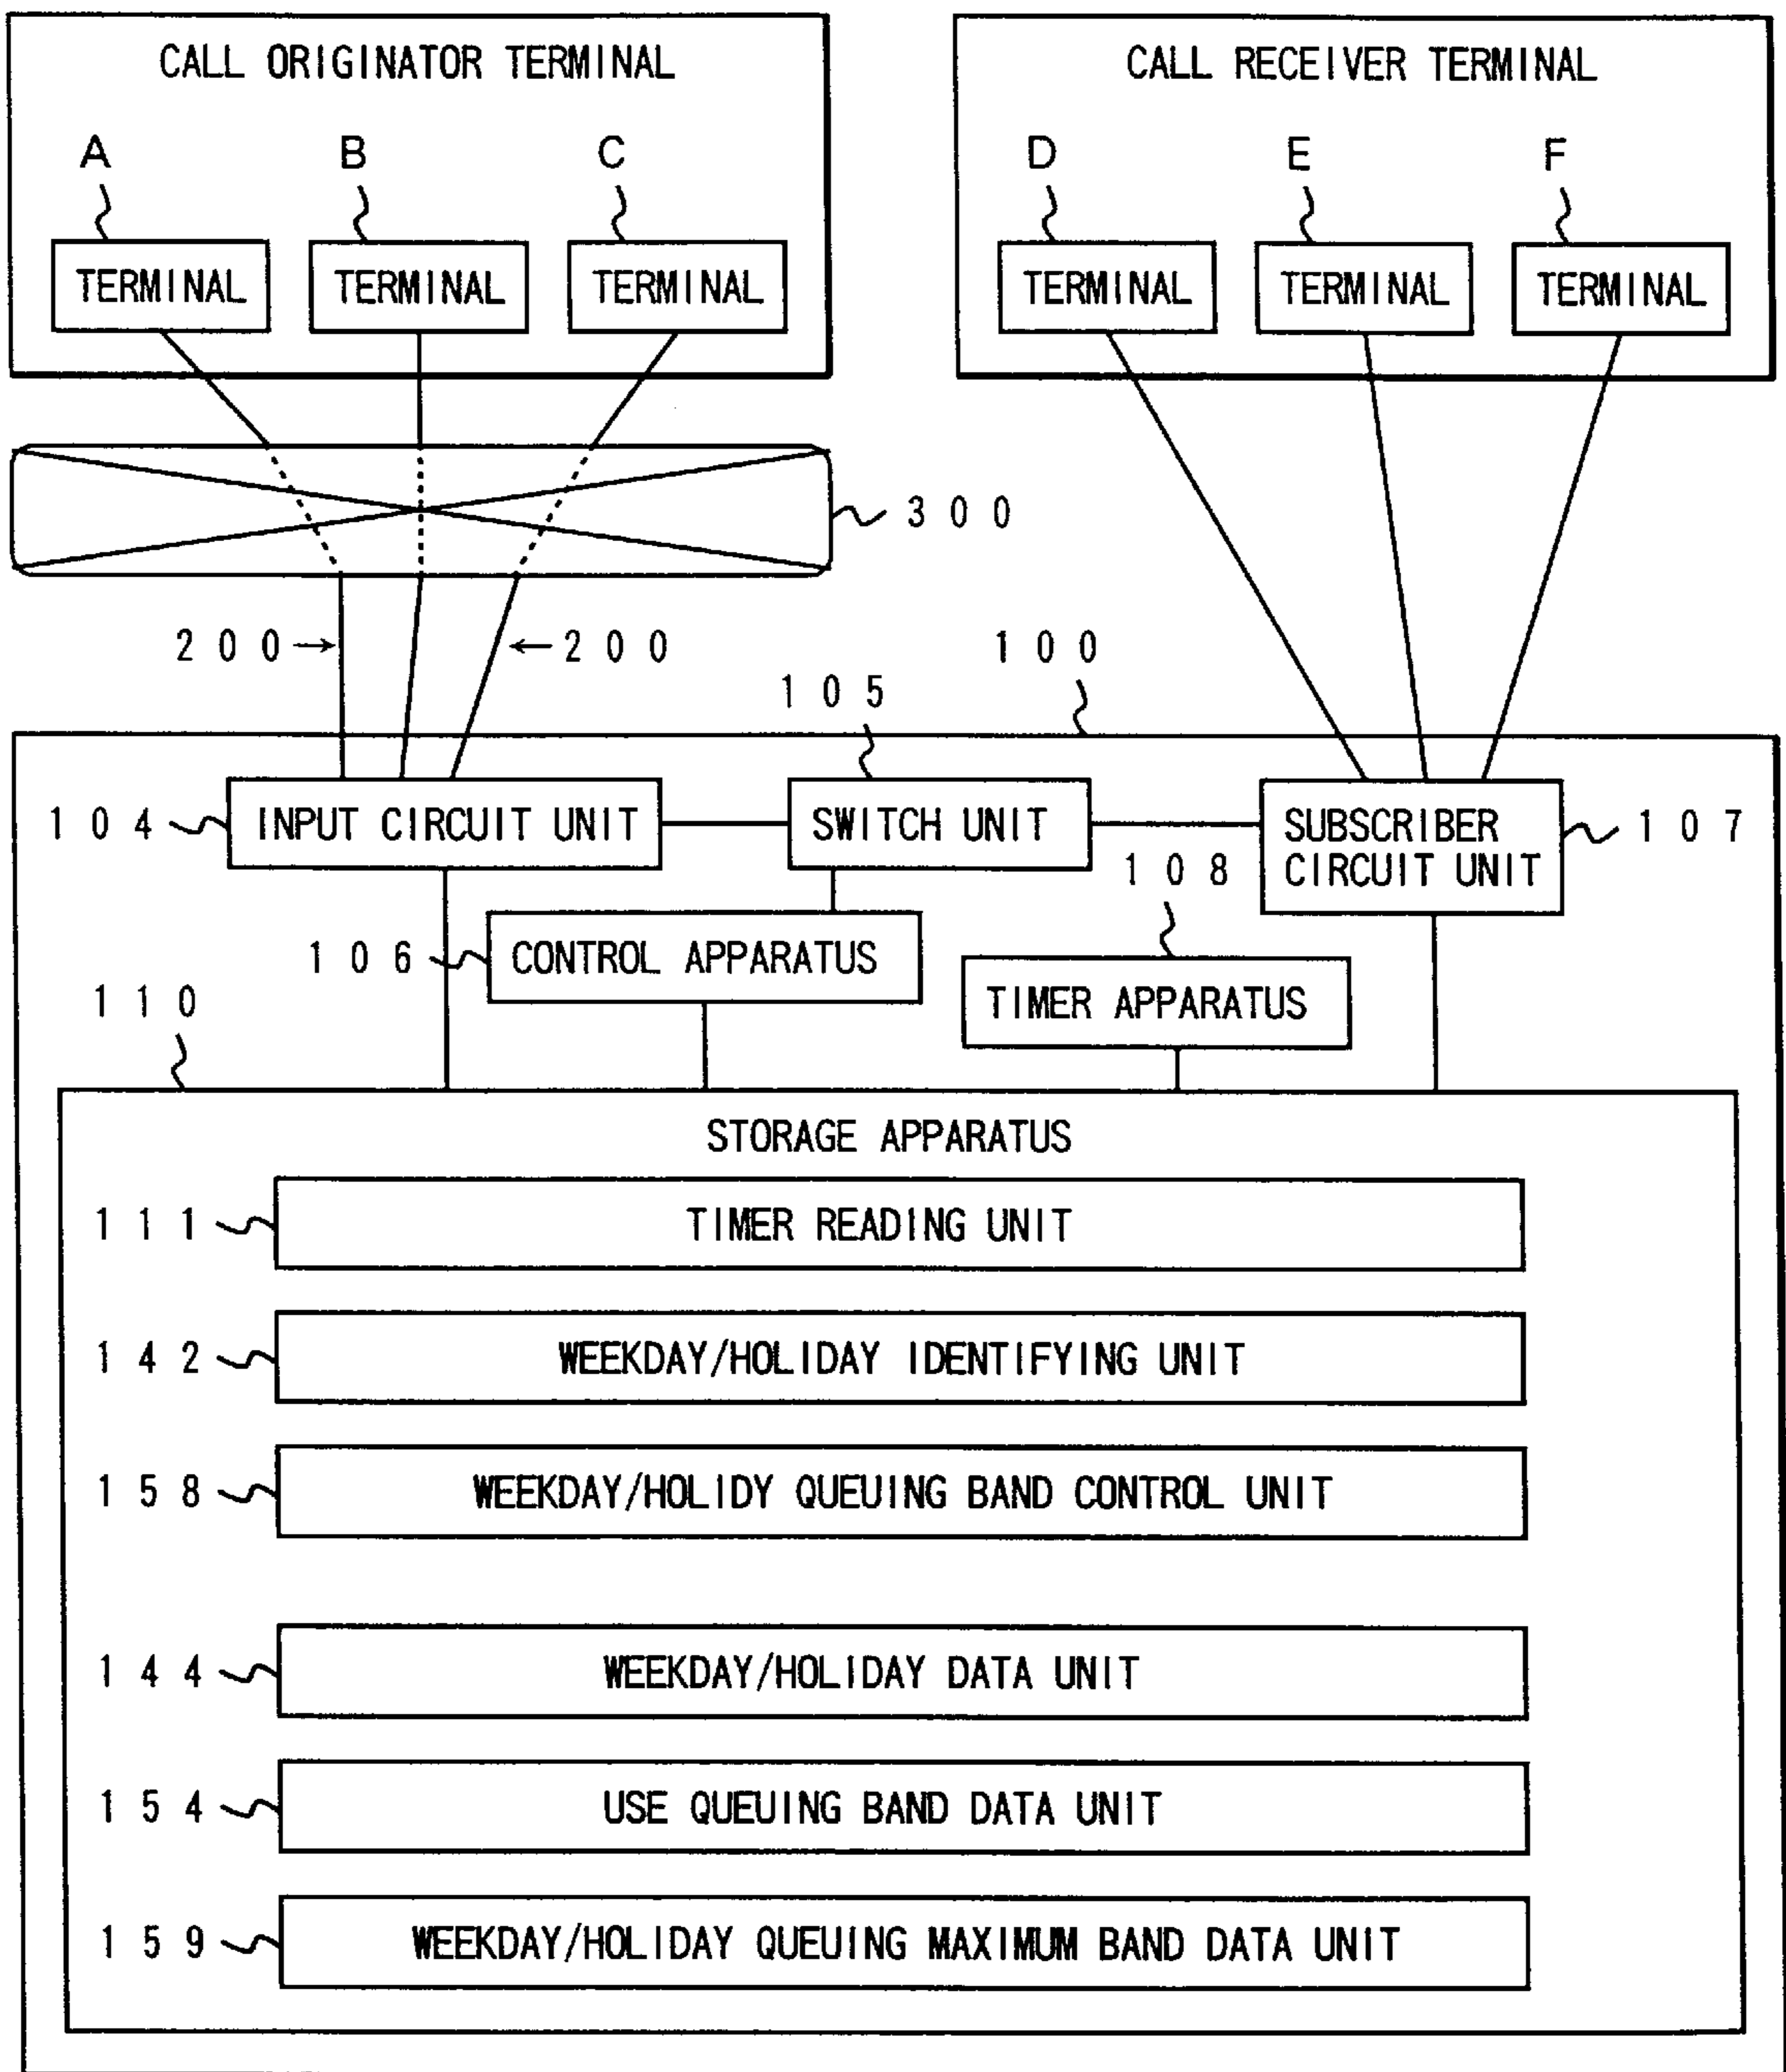 CALL ORIGINATOR TERMINAL
CALL RECEIVER TERMINAL
A
B
C
D
E
F
TERMINAL
TERMINAL
TERMINAL
TERMINAL
TERMINAL
TERMINAL
300
200
200
100
105
104
INPUT CIRCUIT UNIT
SWITCH UNIT
SUBSCRIBER
CIRCUIT UNIT
107
108
106
CONTROL APPARATUS
TIMER APPARATUS
110
STORAGE APPARATUS
111
TIMER READING UNIT
142
WEEKDAY/HOLIDAY IDENTIFYING UNIT
158
WEEKDAY/HOLIDY QUEUING BAND CONTROL UNIT
144
WEEKDAY/HOLIDAY DATA UNIT
154
USE QUEUING BAND DATA UNIT
159
WEEKDAY/HOLIDAY QUEUING MAXIMUM BAND DATA UNIT